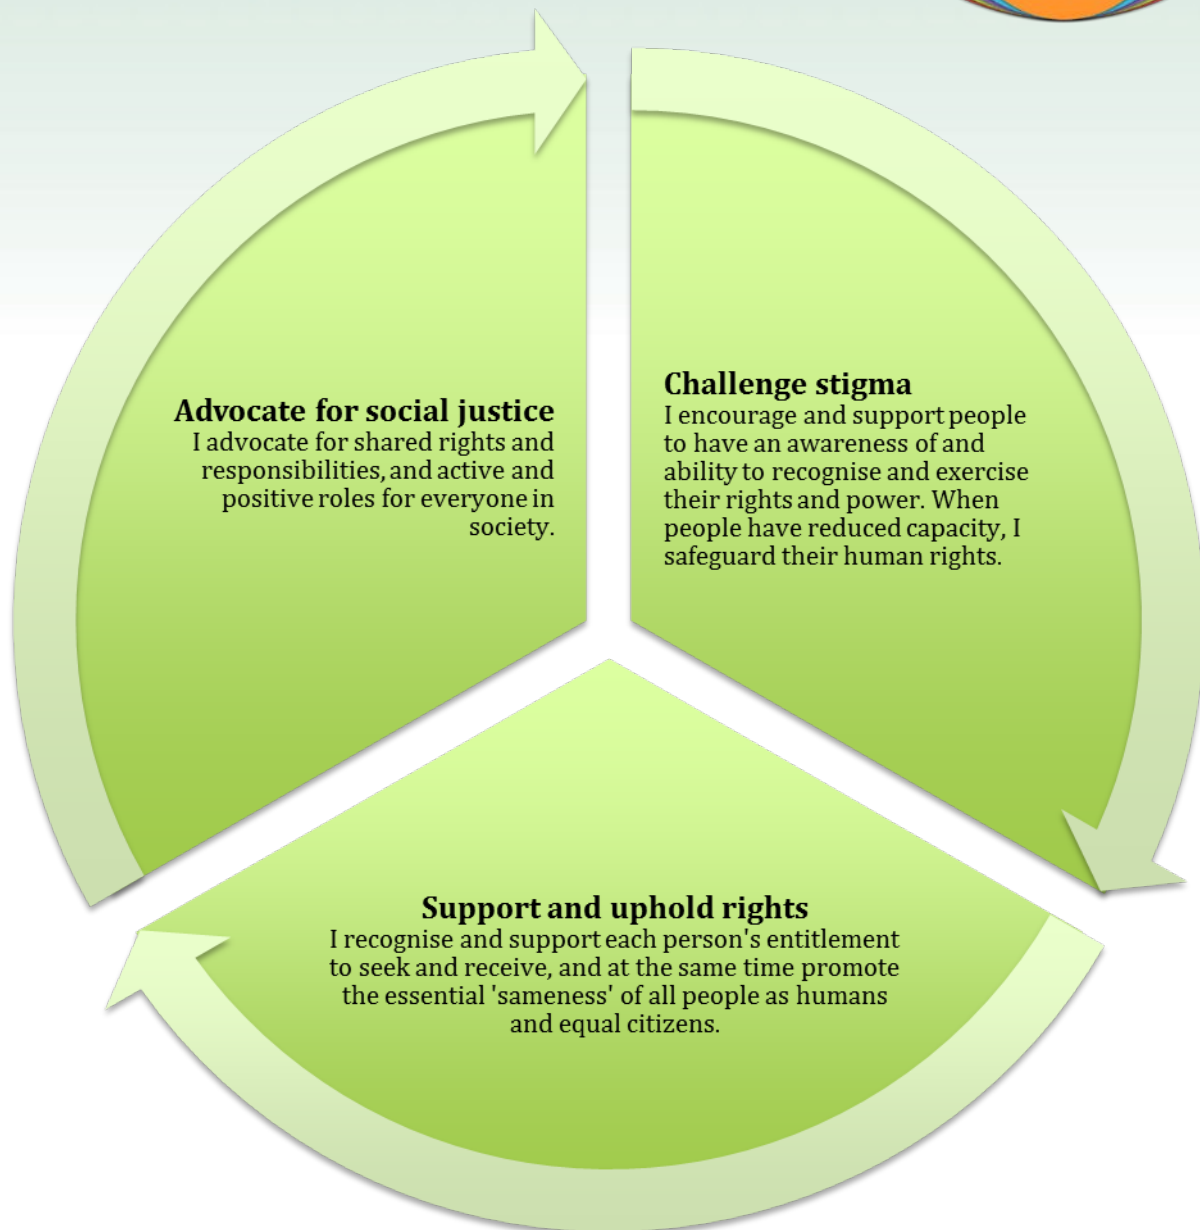 Advocate for social justice
I advocate for shared rights and
responsibilities, and active and
positive roles for everyone in
society.
Challenge stigma
I encourage and support people
to have an awareness of and
ability to recognise and exercise
their rights and power. When
people have reduced capacity, I
safeguard their human rights.
Support and uphold rights
I recognise and support each person's entitlement
to seek and receive, and at the same time promote
the essential 'sameness' of all people as humans
and equal citizens.